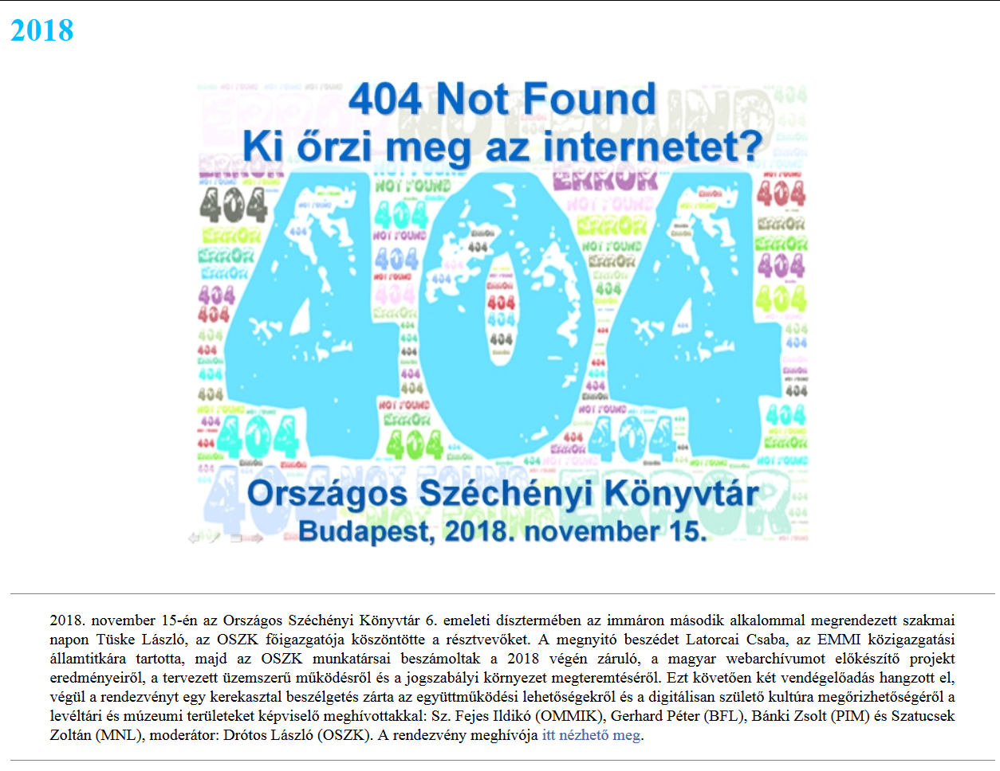 2018
404 Not Found
Ki őrzi meg az internetet?
404
Országos Széchényi Könyvtár
Budapest, 2018. november 15.
2018. november 15-én az Országos Széchényi Könyvtár 6. emeleti dísztermében az immáron második alkalommal megrendezett szakmai
napon Tüske László, az OSZK főigazgatója köszöntötte a résztvevőket. A megnyitó beszédet Latorcai Csaba, az EMMI közigazgatási
államtitkára tartotta, majd az OSZK munkatársai beszámoltak a 2018 végén záruló, a magyar webarchívumot előkészítő projekt
eredményeiről, a tervezett üzemszerű működésről és a jogszabályi környezet megteremtéséről. Ezt követően két vendégelőadás hangzott el,
végül a rendezvényt egy kerekasztal beszélgetés zárta az együttműködési lehetőségekről és a digitálisan születő kultúra megőrizhetőségéről a
levéltári és múzeumi területeket képviselő meghívottakkal: Sz. Fejes Ildikó (OMMIK), Gerhard Péter (BFL), Bánki Zsolt (PIM) és Szatucsek
Zoltán (MNL), moderátor: Drótos László (OSZK). A rendezvény meghívója itt nézhető meg.